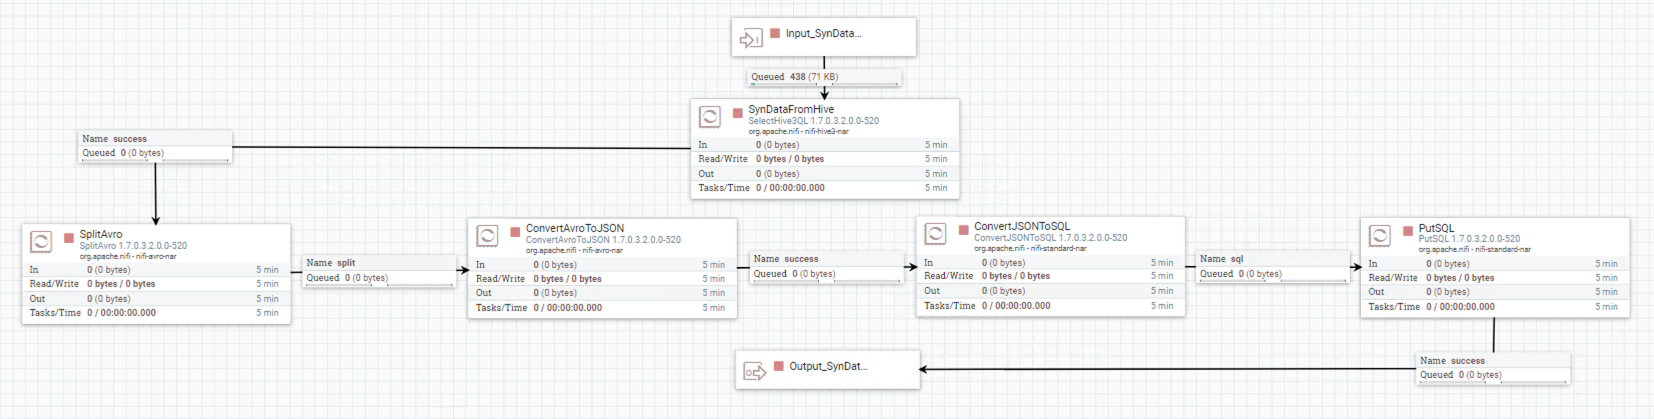 Input_SynData...
Queued 438 (71 KB)
SynDataFromHive
SelectHive3QL 1.7.0.3.2.0.0-520
org.apache.nifi - nifi-hive3-nar
In 0 (0 bytes) 5 min
Read/Write 0 bytes / 0 bytes 5 min
Out 0 (0 bytes) 5 min
Tasks/Time 0 / 00:00:00.000 5 min
Name success
Queued 0 (0 bytes)
SplitAvro
SplitAvro 1.7.0.3.2.0.0-520
org.apache.nifi - nifi-avro-nar
In 0 (0 bytes) 5 min
Read/Write 0 bytes / 0 bytes 5 min
Out 0 (0 bytes) 5 min
Tasks/Time 0 / 00:00:00.000 5 min
Name split
Queued 0 (0 bytes)
ConvertAvroToJSON
ConvertAvroToJSON 1.7.0.3.2.0.0-520
org.apache.nifi - nifi-avro-nar
In 0 (0 bytes) 5 min
Read/Write 0 bytes / 0 bytes 5 min
Out 0 (0 bytes) 5 min
Tasks/Time 0 / 00:00:00.000 5 min
Name success
Queued 0 (0 bytes)
ConvertJSONToSQL
ConvertJSONToSQL 1.7.0.3.2.0.0-520
org.apache.nifi - nifi-standard-nar
In 0 (0 bytes) 5 min
Read/Write 0 bytes / 0 bytes 5 min
Out 0 (0 bytes) 5 min
Tasks/Time 0 / 00:00:00.000 5 min
Name sql
Queued 0 (0 bytes)
PutSQL
PutSQL 1.7.0.3.2.0.0-520
org.apache.nifi - nifi-standard-nar
In 0 (0 bytes) 5 min
Read/Write 0 bytes / 0 bytes 5 min
Out 0 (0 bytes) 5 min
Tasks/Time 0 / 00:00:00.000 5 min
Name success
Queued 0 (0 bytes)
Output_SynDat...